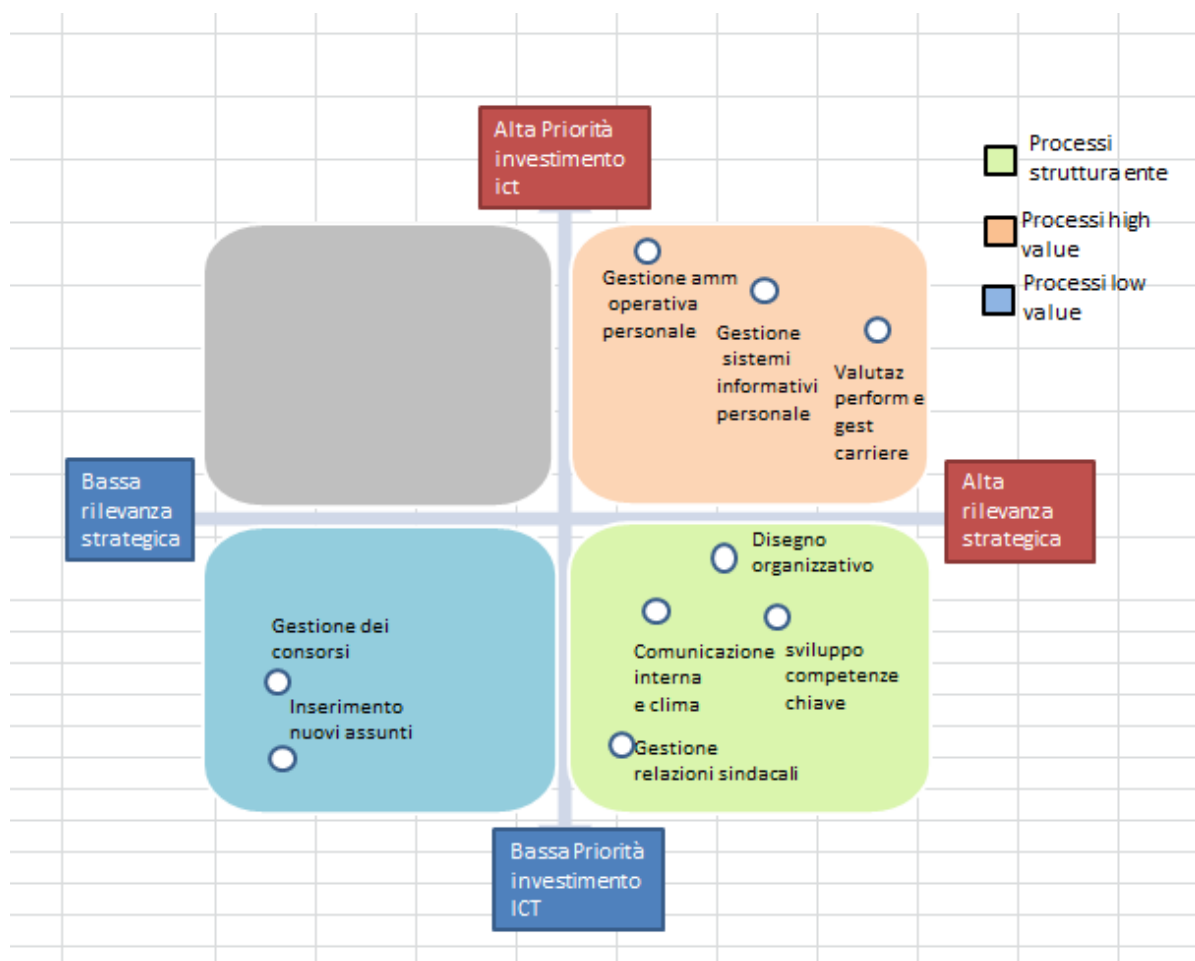 Alta Priorità
investimento
ict
Processi
struttura ente
Processi high
value
Processi low
value
Gestione amm
operativa
personale
Gestione
sistemi
informativi
personale
Valutaz
perform e
gest
carriere
Bassa
rilevanza
strategica
Alta
rilevanza
strategica
Disegno
organizzativo
Gestione dei
consorsi
Inserimento
nuovi assunti
Comunicazione
interna
e clima
sviluppo
competenze
chiave
Gestione
relazioni sindacali
Bassa Priorità
investimento
ICT